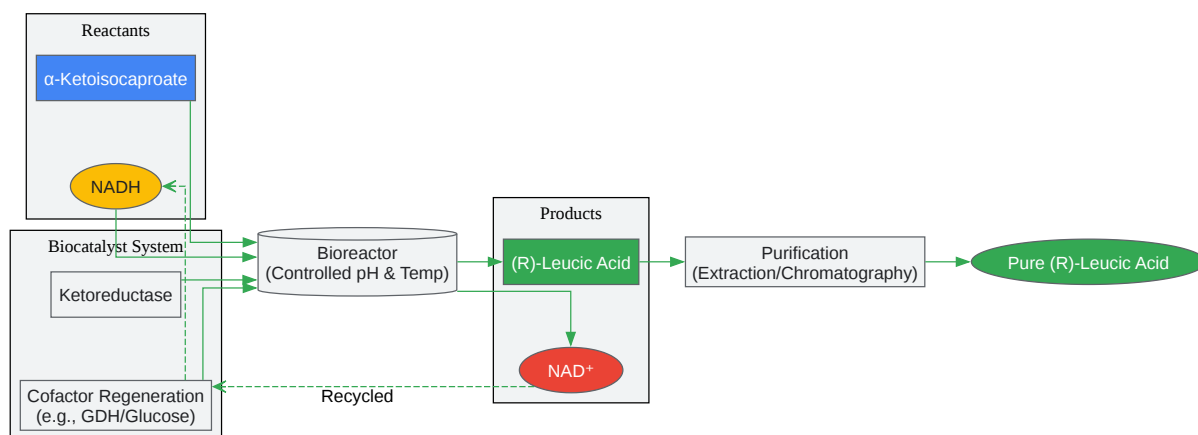 Reactants
α-Ketoisocaproate
NADH
Biocatalyst System
Ketoreductase
Cofactor Regeneration
(e.g., GDH/Glucose)
Bioreactor
(Controlled pH & Temp)
Products
(R)-Leucic Acid
NAD⁺
Recycled
Purification
(Extraction/Chromatography)
Pure (R)-Leucic Acid